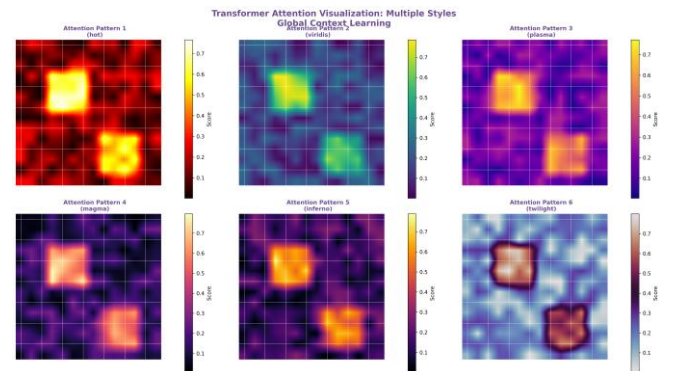 Transformer Attention Visualization: Multiple Styles
Global Context Learning
Attention Pattern 1
(hot)
0.7
0.6
0.5
0.4
0.3
0.2
0.1
Score
Attention Pattern 2
(viridis)
0.7
0.6
0.5
0.4
0.3
0.2
0.1
Score
Attention Pattern 3
(plasma)
0.7
0.6
0.5
0.4
0.3
0.2
0.1
Score
Attention Pattern 4
(magma)
0.7
0.6
0.5
0.4
0.3
0.2
0.1
Score
Attention Pattern 5
(inferno)
0.7
0.6
0.5
0.4
0.3
0.2
0.1
Score
Attention Pattern 6
(twilight)
0.7
0.6
0.5
0.4
0.3
0.2
0.1
Score